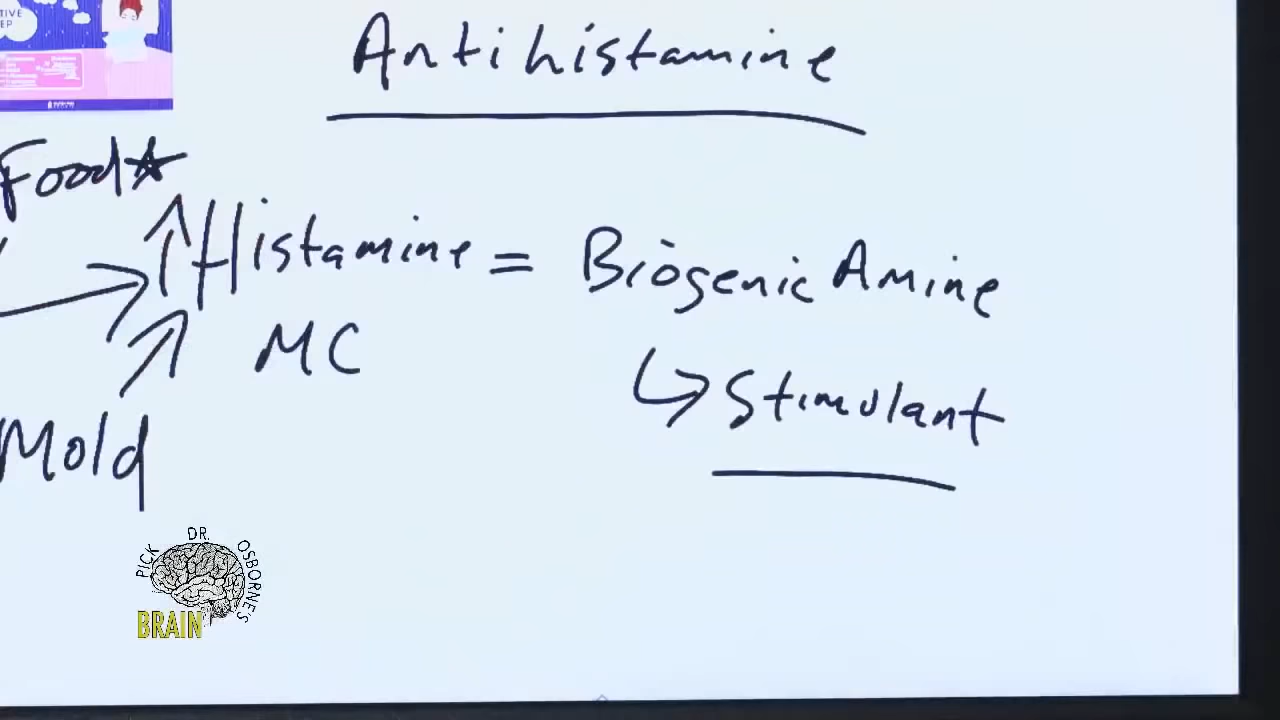 Antihistamine
Food
Histamine = Biogenic Amine
MC
Stimulant
Mold
PICK DR. OSBORNE'S
BRAIN